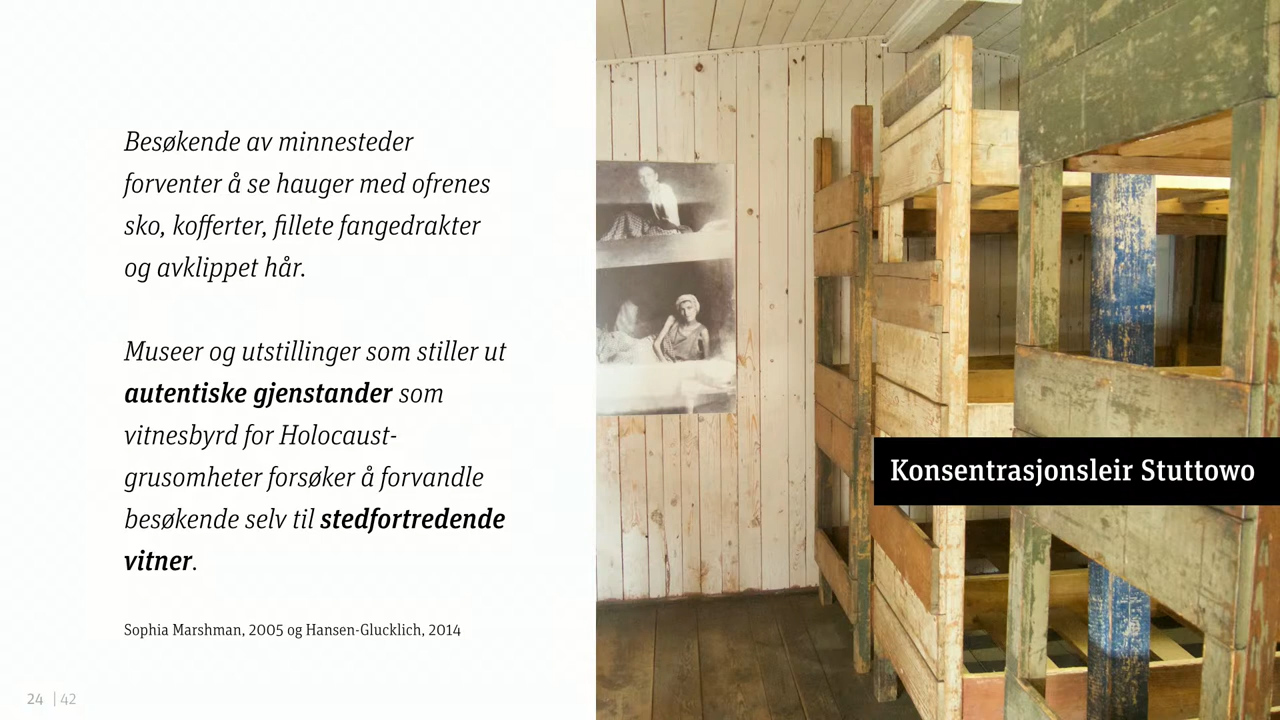 Besøkende av minnesteder
forventer å se hauger med ofrenes
sko, kofferter, fillete fangedrakter
og avklippet hår.
Museer og utstillinger som stiller ut
autentiske gjenstander som
vitnesbyrd for Holocaust-
grusomheter forsøker å forvandle
besøkende selv til stedfortredende
vitner.
Sophia Marshman, 2005 og Hansen-Glucklich, 2014
Konsentrasjonsleir Stuttowo
24 | 42